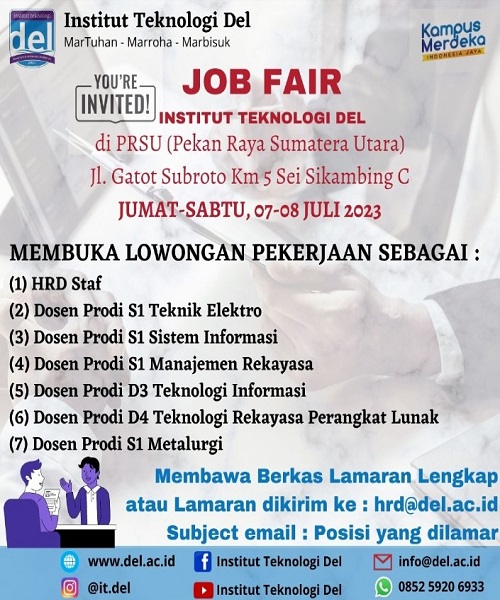 institut teknologi
del
Institut Teknologi Del
MarTuhan - Marroha - Marbisuk
Kampus
Merdeka
INDONESIA JAYA
YOU'RE
INVITED!
JOB FAIR
INSTITUT TEKNOLOGI DEL
di PRSU (Pekan Raya Sumatera Utara)
Jl. Gatot Subroto Km 5 Sei Sikambing C
JUMAT-SABTU, 07-08 JULI 2023
MEMBUKA LOWONGAN PEKERJAAN SEBAGAI :
(1) HRD Staf
(2) Dosen Prodi S1 Teknik Elektro
(3) Dosen Prodi S1 Sistem Informasi
(4) Dosen Prodi S1 Manajemen Rekayasa
(5) Dosen Prodi D3 Teknologi Informasi
(6) Dosen Prodi D4 Teknologi Rekayasa Perangkat Lunak
(7) Dosen Prodi S1 Metalurgi
Membawa Berkas Lamaran Lengkap
atau Lamaran dikirim ke : hrd@del.ac.id
Subject email : Posisi yang dilamar
www.del.ac.id
Institut Teknologi Del
info@del.ac.id
@it.del
Institut Teknologi Del
0852 5920 6933